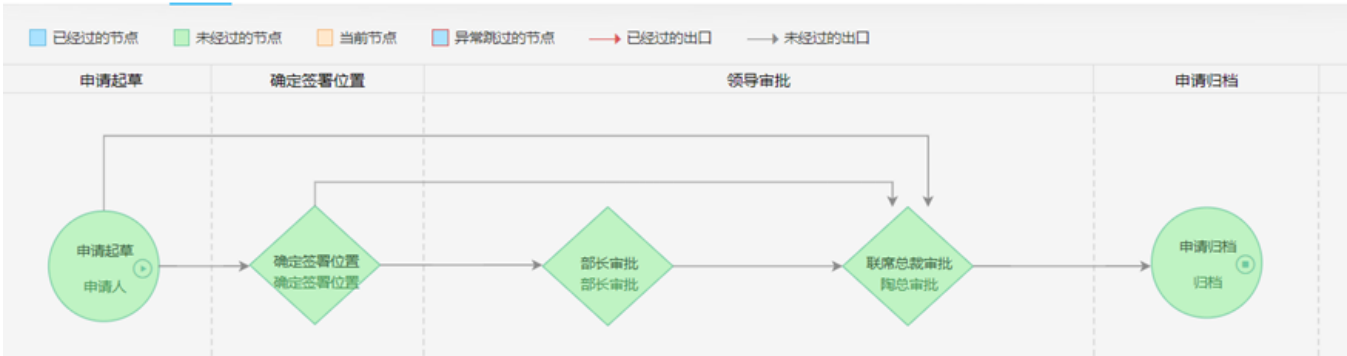 已经过的节点 未经过的节点 当前节点 异常跳过的节点 已经过的出口 未经过的出口
申请起草 确定签署位置 领导审批 申请归档
申请起草
申请人
确定签署位置
确定签署位置
部长审批
部长审批
联席总裁审批
陶总审批
申请归档
归档